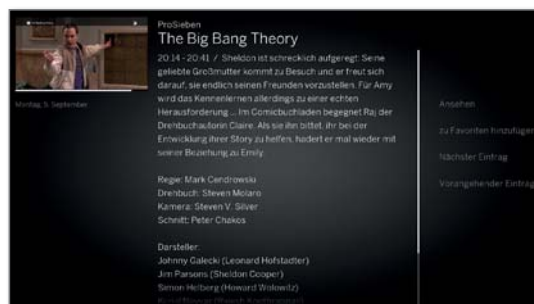 ProSieben
The Big Bang Theory
20:14 - 20:41 / Sheldon ist schrecklich aufgeregt: Seine
geliebte Großmutter kommt zu Besuch und er freut sich
darauf, sie endlich seinen Freunden vorzustellen. Für Amy
wird das Kennenlernen allerdings zu einer echten
Herausforderung ... Im Comicbuchladen begegnet Raj der
Drehbuchautorin Claire. Als sie ihn bittet, ihr bei der
Entwicklung ihrer Story zu helfen, hadert er mal wieder mit
seiner Beziehung zu Emily.
Regie: Mark Cendrowski
Drehbuch: Steven Molaro
Kamera: Steven V. Silver
Schnitt: Peter Chakos
Darsteller:
Johnny Galecki (Leonard Hofstadter)
Jim Parsons (Sheldon Cooper)
Simon Helberg (Howard Wolowitz)
Montag, 5. September
Ansehen
zu Favoriten hinzufügen
Nächster Eintrag
Vorangehender Eintrag